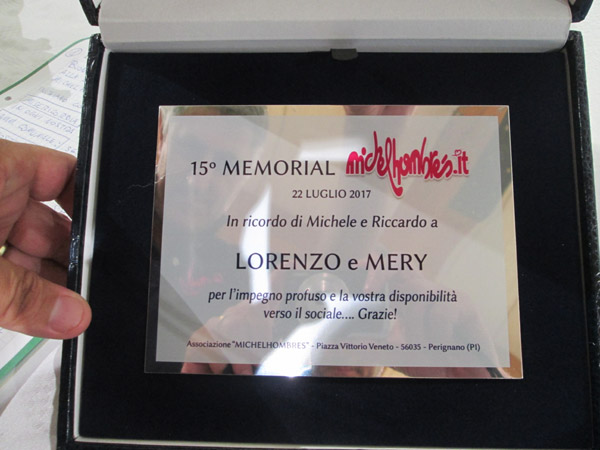 15º MEMORIAL michelhombres.it
22 LUGLIO 2017
In ricordo di Michele e Riccardo a
LORENZO e MERY
per l'impegno profuso e la vostra disponibilità
verso il sociale.... Grazie!
Associazione "MICHELHOMBRES" - Piazza Vittorio Veneto - 56035 - Perignano (PI)